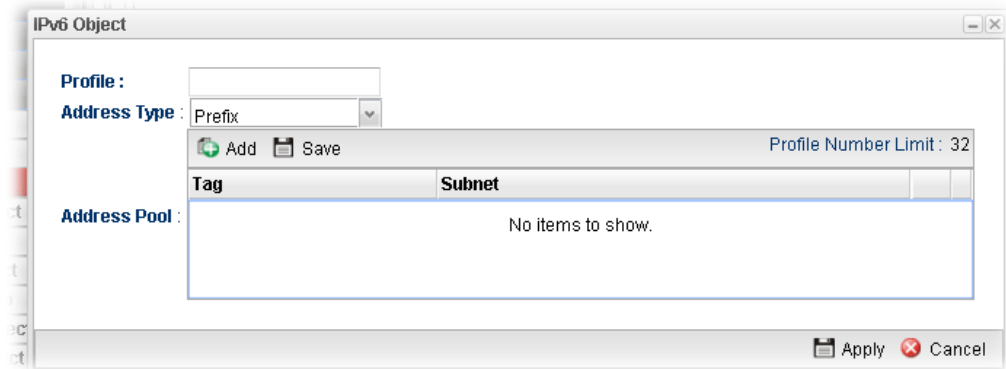 IPv6 Object
Profile :
Address Type : Prefix
Add Save Profile Number Limit : 32
Tag Subnet
Address Pool :
No items to show.
Apply Cancel